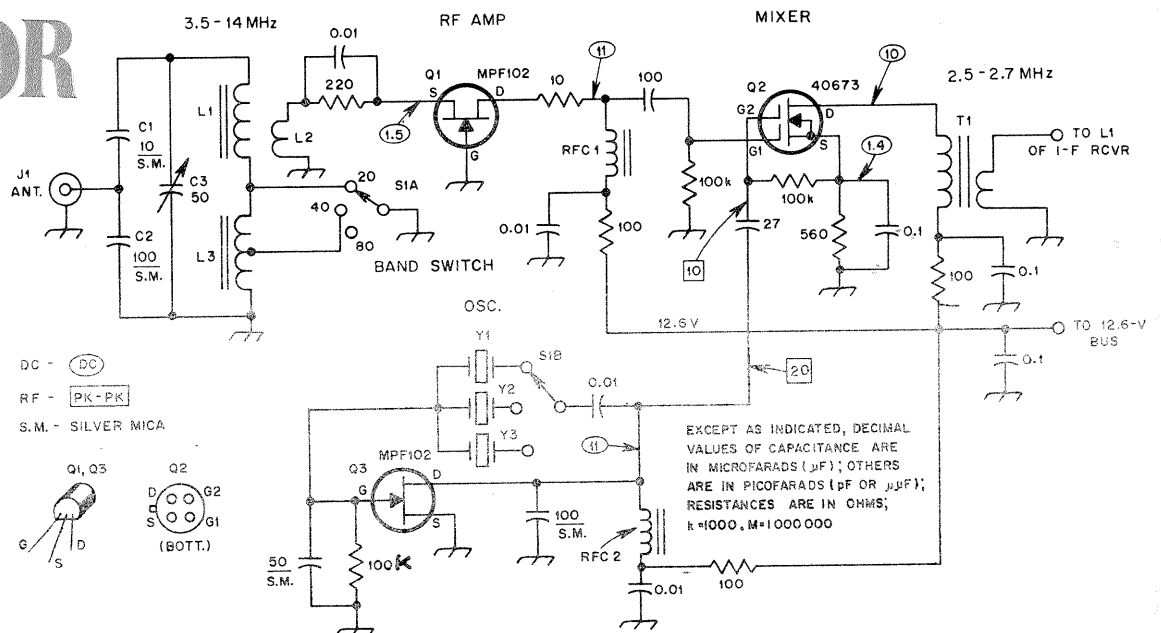 OR
3.5-14 MHz
RF AMP
MIXER
0.01
220
L1
L2
C1
10
S.M.
J1
ANT.
C3
50
C2
100
S.M.
L3
20
40
80
S1A
BAND SWITCH
Q1
MPF102
S
D
G
1.5
10
11
100
RFC 1
0.01
100
100k
Q2
40673
G2
G1
D
S
10
1.4
100k
27
10
560
0.1
2.5-2.7 MHz
T1
TO L1
OF I-F RCVR
100
0.1
12.6V
TO 12.6-V
BUS
0.1
20
OSC.
Y1
Y2
Y3
S1B
0.01
11
DC - DC
RF - PK-PK
S.M. - SILVER MICA
Q1, Q3
G
S
D
Q2
D
G2
S
G1
(BOTT.)
Q3
MPF102
G
D
S
50
S.M.
100K
100
S.M.
RFC 2
0.01
100
EXCEPT AS INDICATED, DECIMAL
VALUES OF CAPACITANCE ARE
IN MICROFARADS (µF); OTHERS
ARE IN PICOFARADS (pF OR µµF);
RESISTANCES ARE IN OHMS;
k=1000, M=1000 000